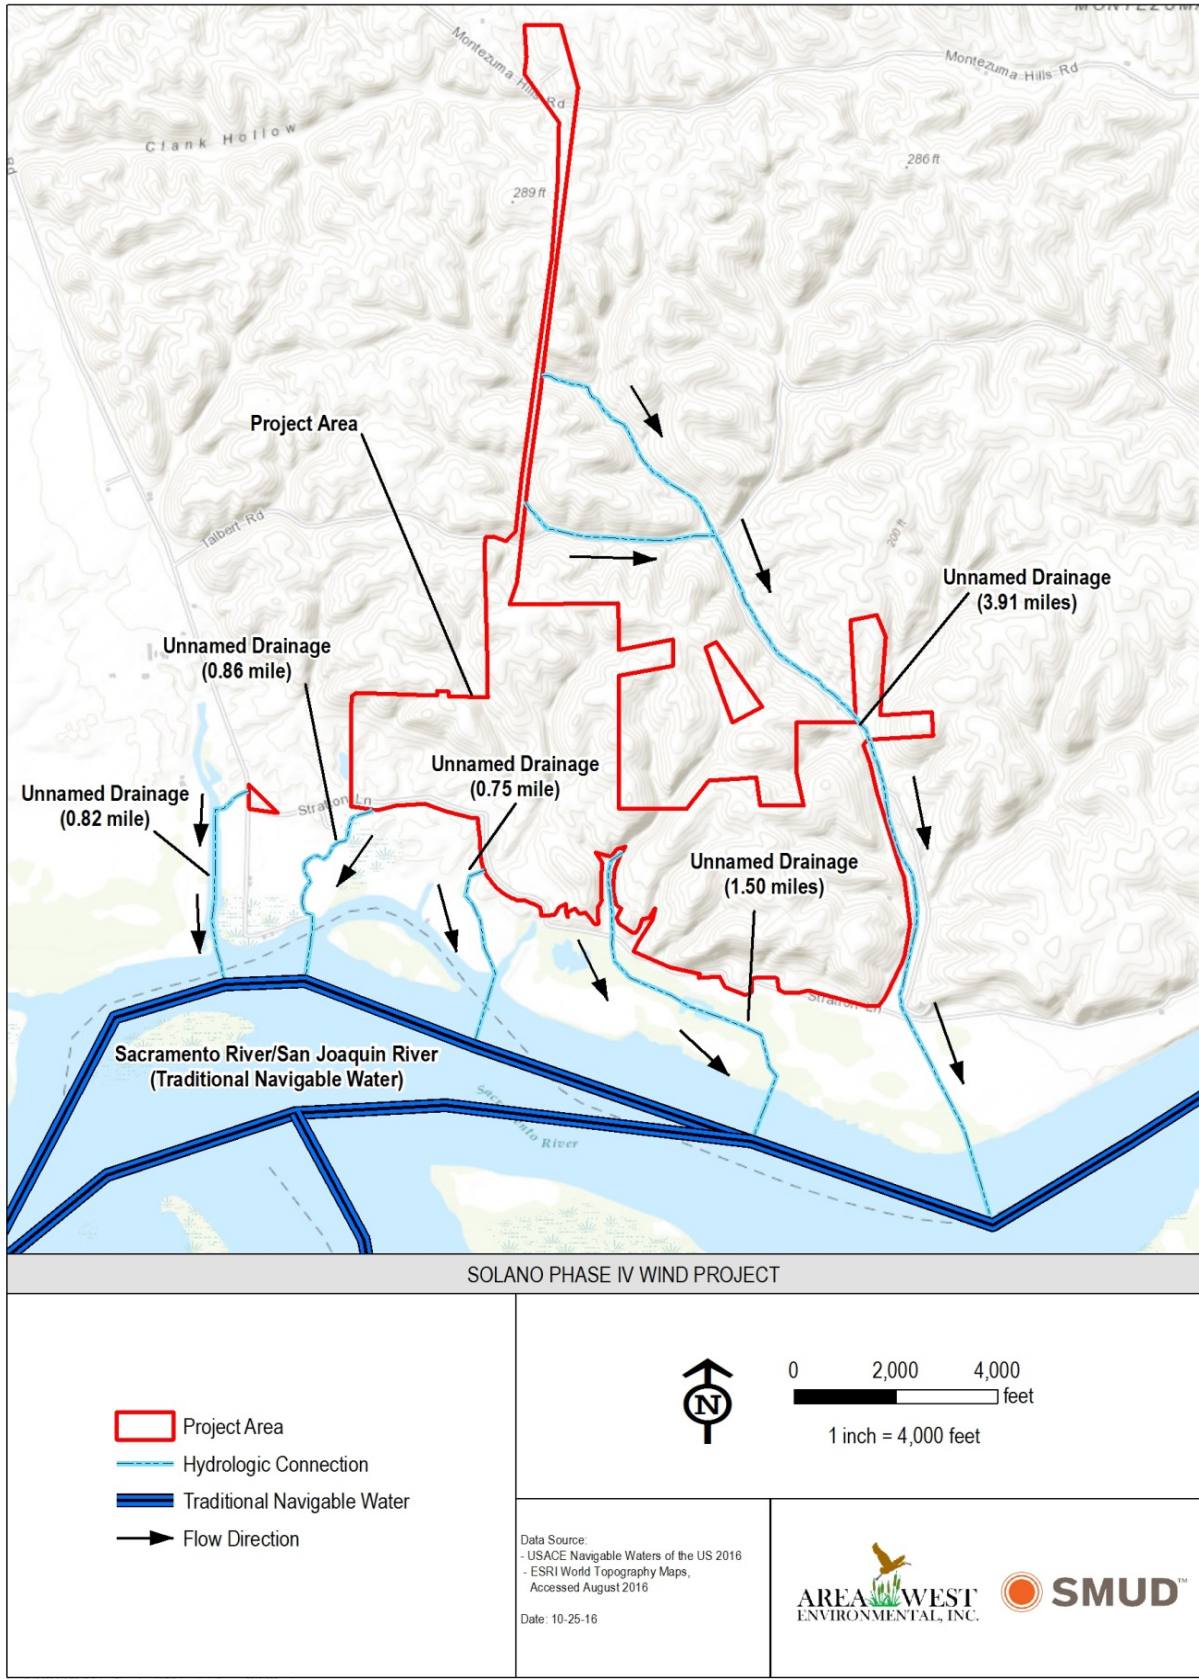 MONTEZUMA
Montezuma Hills Rd
Montezuma Hills Rd
Clank Hollow
286 ft
289 ft
Rd
Project Area
Talbert Rd
200 ft
Unnamed Drainage
(3.91 miles)
Unnamed Drainage
(0.86 mile)
Unnamed Drainage
(0.75 mile)
Unnamed Drainage
(0.82 mile)
Stratton Ln
Unnamed Drainage
(1.50 miles)
Stratton Ln
Sacramento River/San Joaquin River
(Traditional Navigable Water)
Sacramento River
SOLANO PHASE IV WIND PROJECT
Project Area
Hydrologic Connection
Traditional Navigable Water
Flow Direction
N
0 2,000 4,000
feet
1 inch = 4,000 feet
Data Source:
- USACE Navigable Waters of the US 2016
- ESRI World Topography Maps,
Accessed August 2016
Date: 10-25-16
AREA WEST
ENVIRONMENTAL, INC.
SMUD™